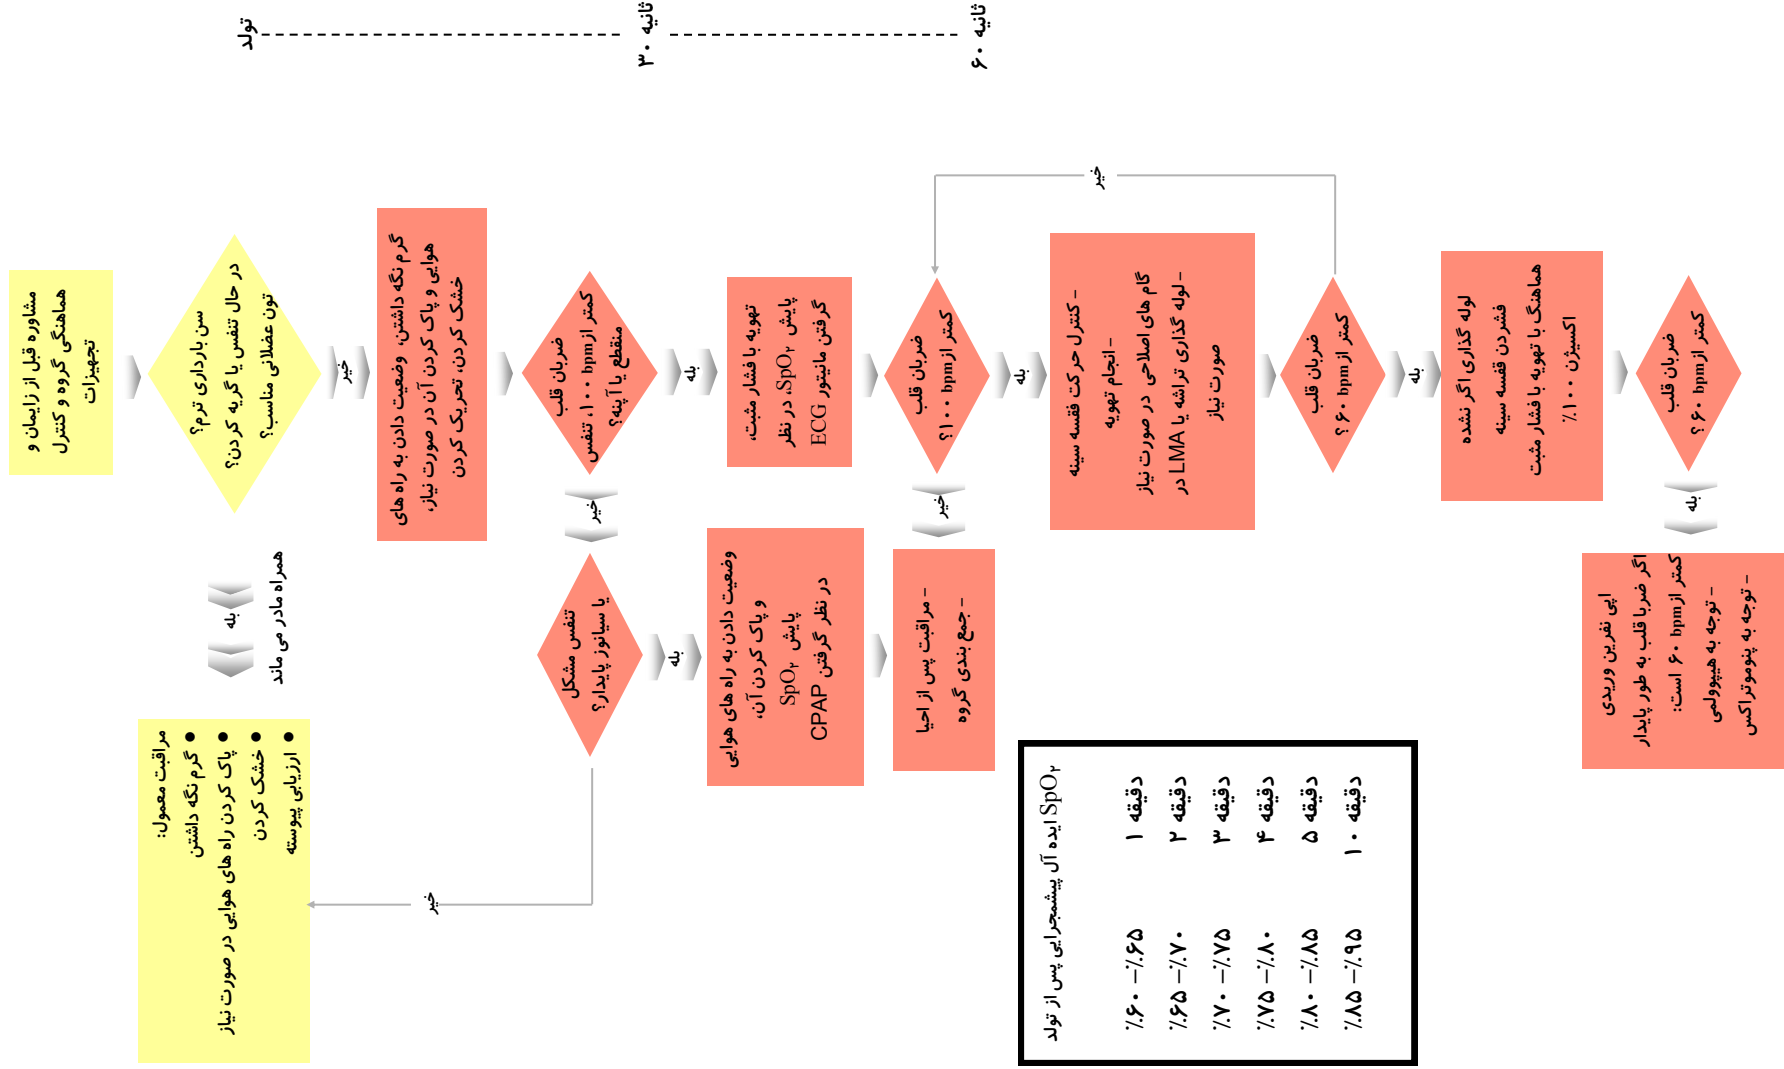 تولد
۳۰ ثانیه
۶۰ ثانیه
مشاوره قبل از زایمان و
هماهنگی گروه و کنترل
تجهیزات
سن بارداری ترم؟
در حال تنفس یا گریه کردن؟
تون عضلانی مناسب؟
خیر
بله
همراه مادر می ماند
مراقبت معمول:
● گرم نگه داشتن
● پاک کردن راه های هوایی در صورت نیاز
● خشک کردن
● ارزیابی پیوسته
گرم نگه داشتن، وضعیت دادن به راه های
هوایی و پاک کردن آن در صورت نیاز،
خشک کردن، تحریک کردن
ضربان قلب
کمتر از ۱۰۰ bpm، تنفس
منقطع یا آپنه؟
بله
خیر
تنفس مشکل
یا سیانوز پایدار؟
بله
خیر
تهویه با فشار مثبت،
پایش SpO₂، در نظر
گرفتن مانیتور ECG
وضعیت دادن به راه های هوایی
و پاک کردن آن،
پایش SpO₂
در نظر گرفتن CPAP
ضربان قلب
کمتر از ۱۰۰ bpm؟
بله
خیر
– مراقبت پس از احیا
– جمع بندی گروه
– کنترل حرکت قفسه سینه
– انجام تهویه
گام های اصلاحی در صورت نیاز
– لوله گذاری تراشه یا LMA در
صورت نیاز
خیر
ضربان قلب
کمتر از ۶۰ bpm؟
بله
لوله گذاری اگر نشده
فشردن قفسه سینه
هماهنگ با تهویه با فشار مثبت
اکسیژن ۱۰۰٪
ضربان قلب
کمتر از ۶۰ bpm؟
بله
اپی نفرین وریدی
اگر ضربا قلب به طور پایدار
کمتر از ۶۰ bpm است:
– توجه به هیپوولمی
– توجه به پنوموتراکس
SpO₂ ایده آل پیشمجرایی پس از تولد
۱ دقیقه ٪۶۰–٪۶۵
۲ دقیقه ٪۶۵–٪۷۰
۳ دقیقه ٪۷۰–٪۷۵
۴ دقیقه ٪۷۵–٪۸۰
۵ دقیقه ٪۸۰–٪۸۵
۱۰ دقیقه ٪۸۵–٪۹۵